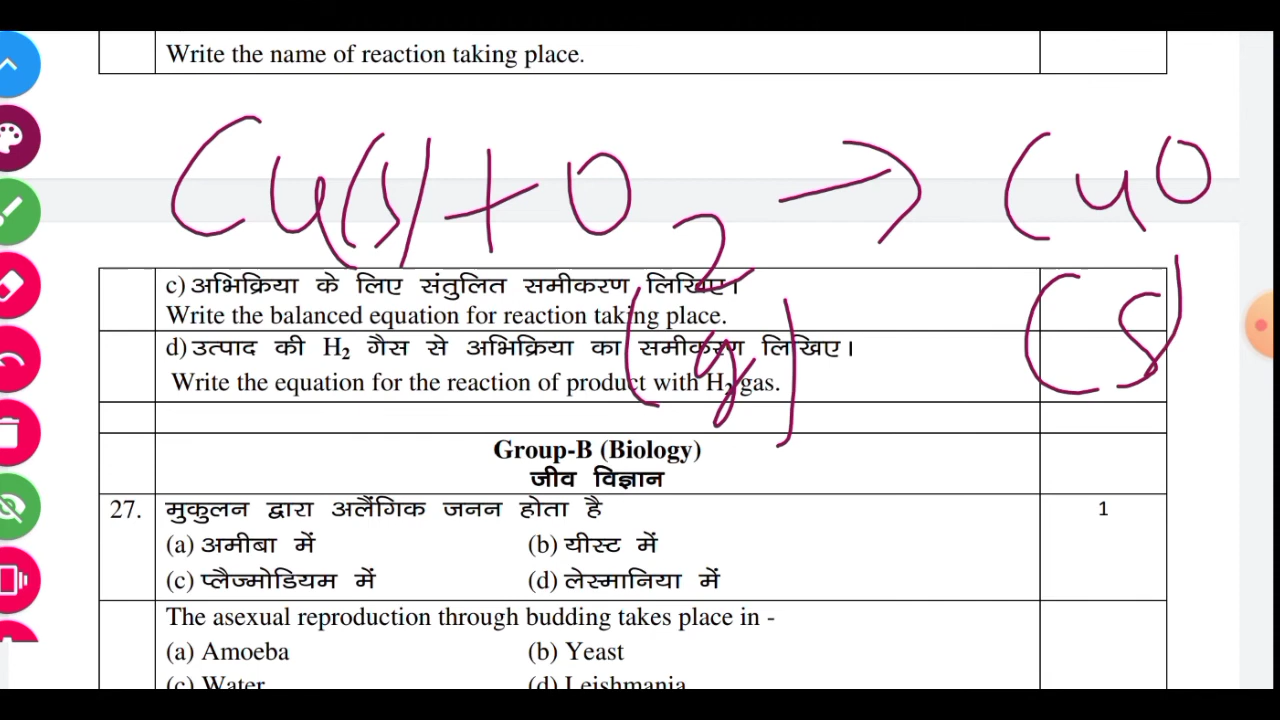 Write the name of reaction taking place.
Cu(s) + O2 → CuO
(g) (s)
c) अभिक्रिया के लिए संतुलित समीकरण लिखिए।
Write the balanced equation for reaction taking place.
d) उत्पाद की H₂ गैस से अभिक्रिया का समीकरण लिखिए।
Write the equation for the reaction of product with H₂ gas.
Group-B (Biology)
जीव विज्ञान
27. मुकुलन द्वारा अलैंगिक जनन होता है 1
(a) अमीबा में (b) यीस्ट में
(c) प्लैज्मोडियम में (d) लेस्मानिया में
The asexual reproduction through budding takes place in -
(a) Amoeba (b) Yeast
(c) Water (d) Leishmania